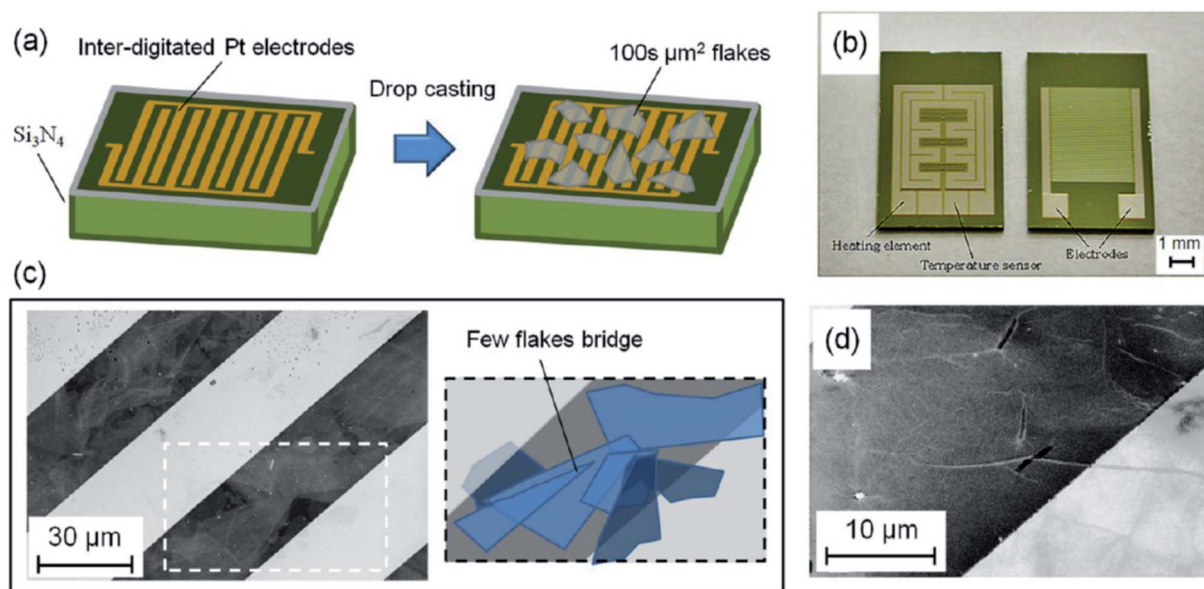 (a)
Inter-digitated Pt electrodes
Si₃N₄
Drop casting
100s µm² flakes
(b)
Heating element
Temperature sensor
Electrodes
1 mm
(c)
30 µm
Few flakes bridge
(d)
10 µm